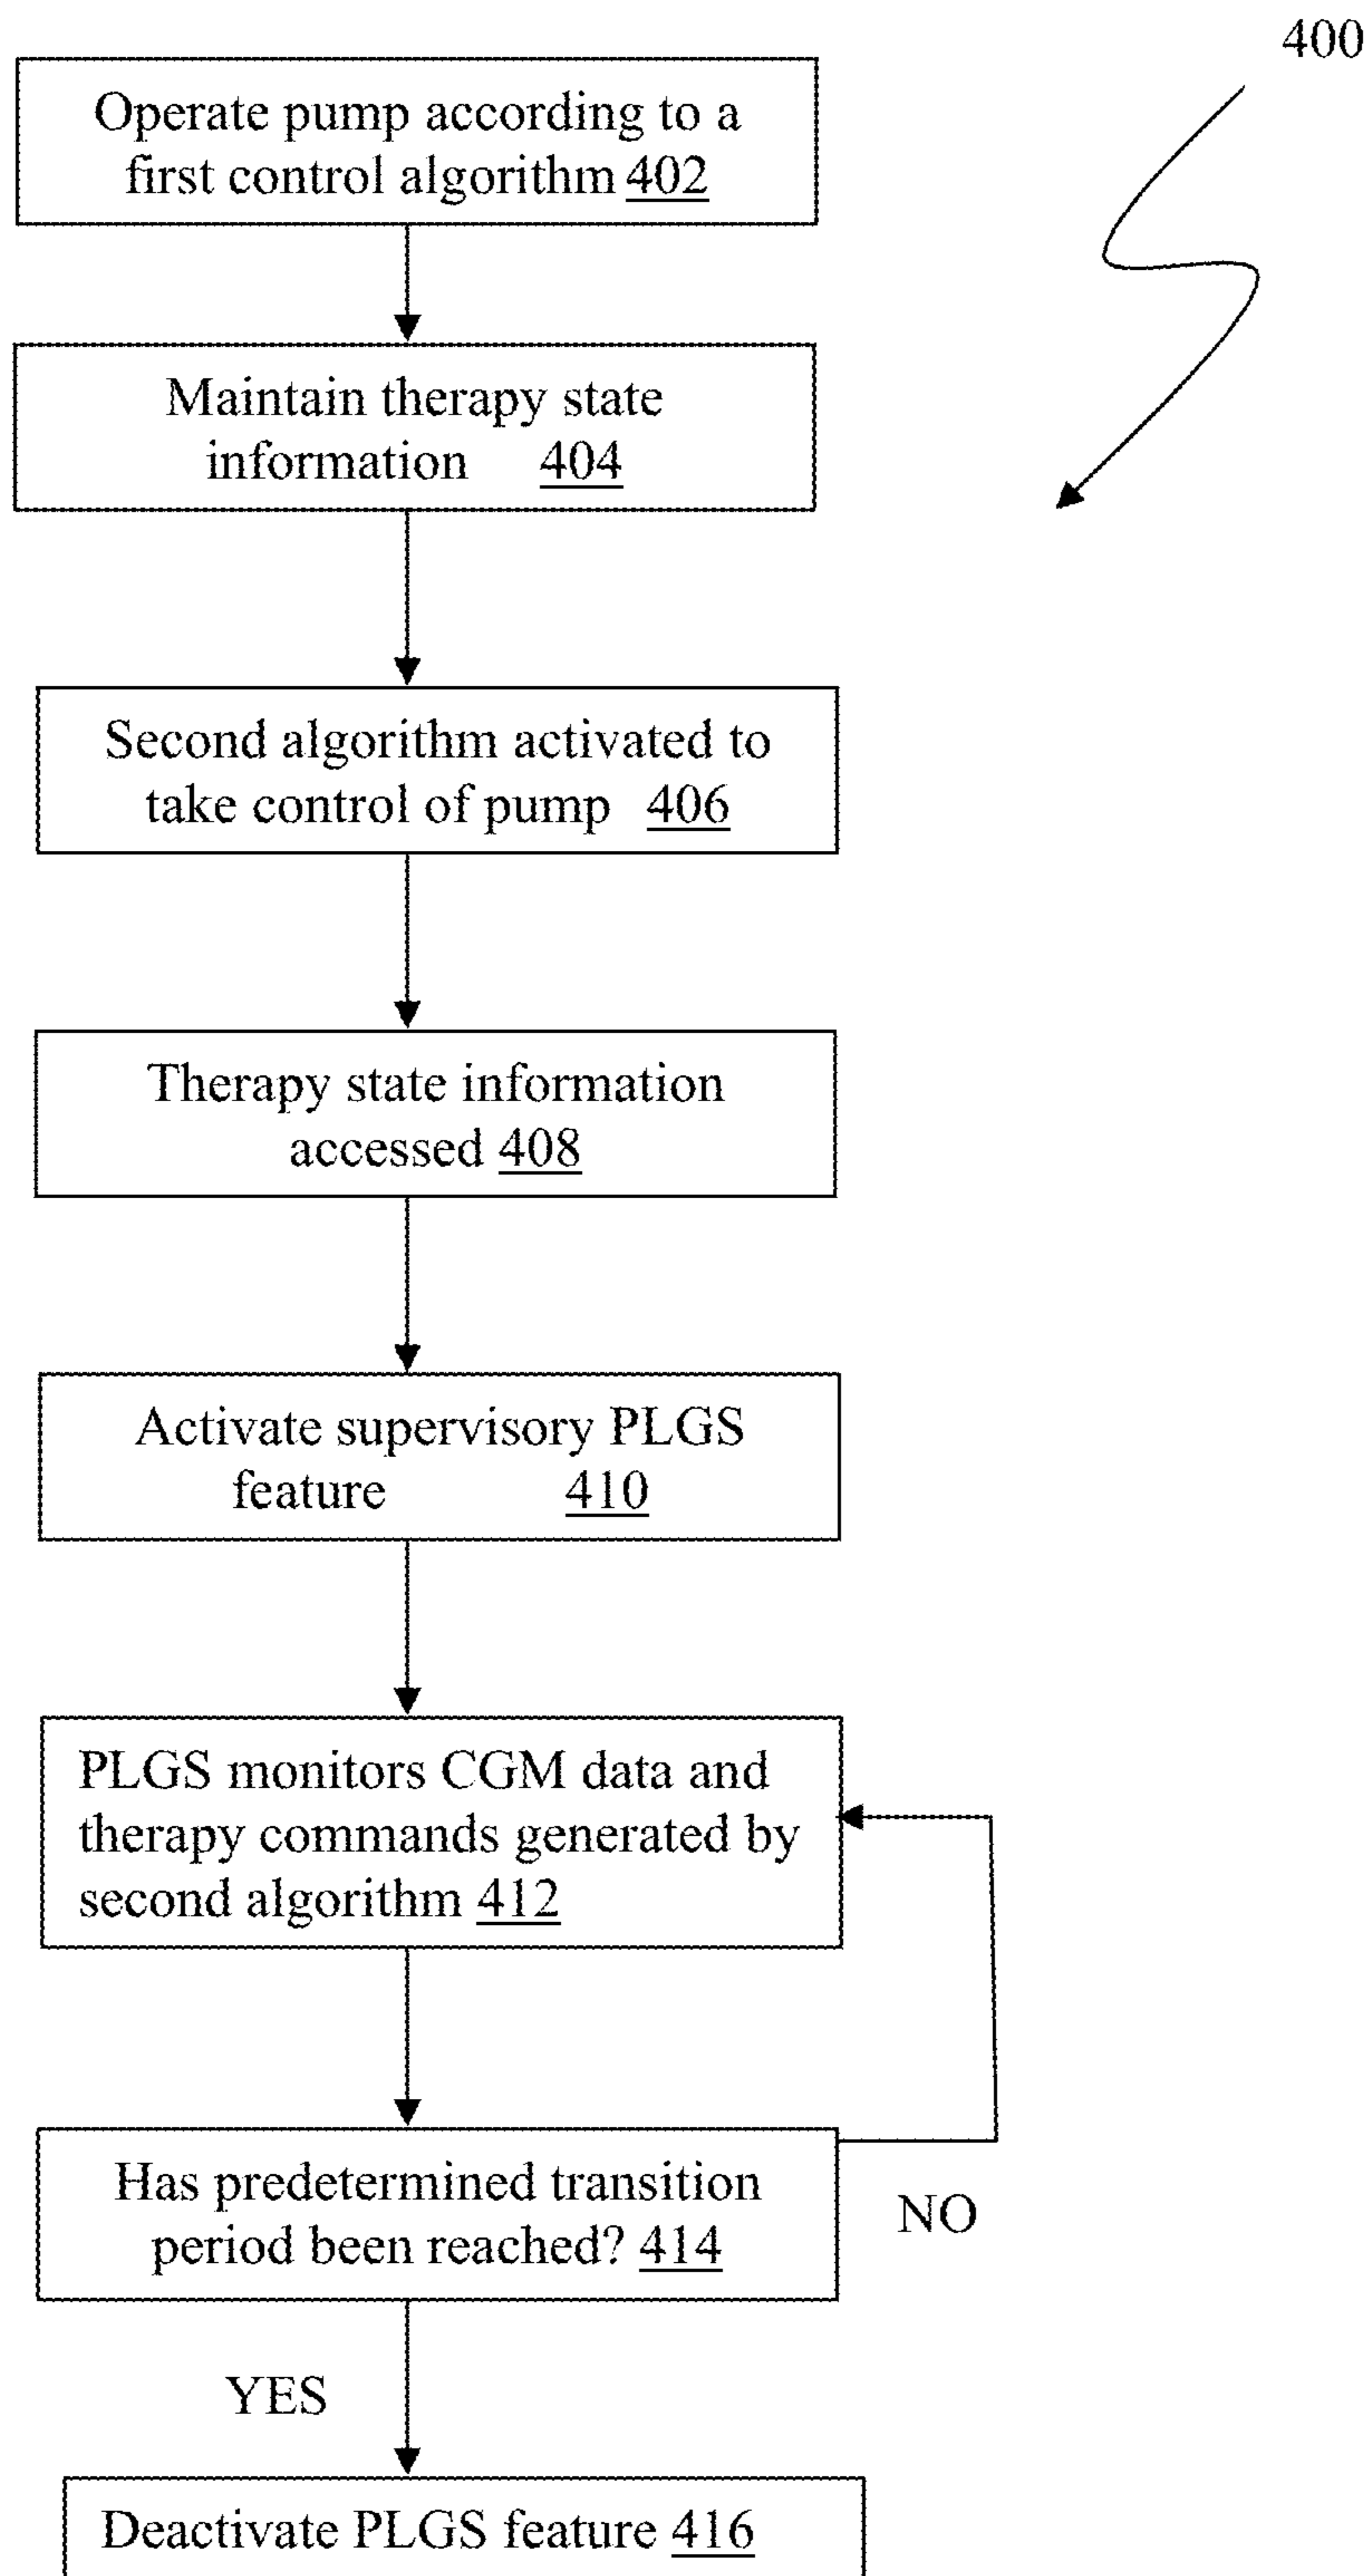 400
Operate pump according to a
first control algorithm 402
Maintain therapy state
information 404
Second algorithm activated to
take control of pump 406
Therapy state information
accessed 408
Activate supervisory PLGS
feature 410
PLGS monitors CGM data and
therapy commands generated by
second algorithm 412
Has predetermined transition
period been reached? 414
NO
YES
Deactivate PLGS feature 416